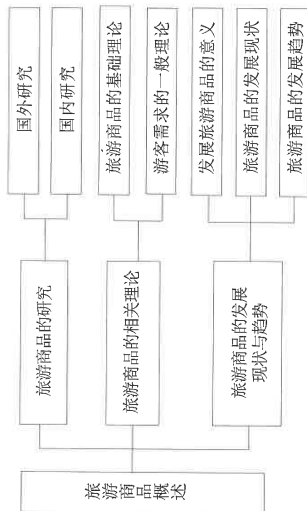 旅游商品概述
旅游商品的研究
国外研究
国内研究
旅游商品的相关理论
旅游商品的基础理论
游客需求的一般理论
旅游商品的发展
现状与趋势
发展旅游商品的意义
旅游商品的发展现状
旅游商品的发展趋势